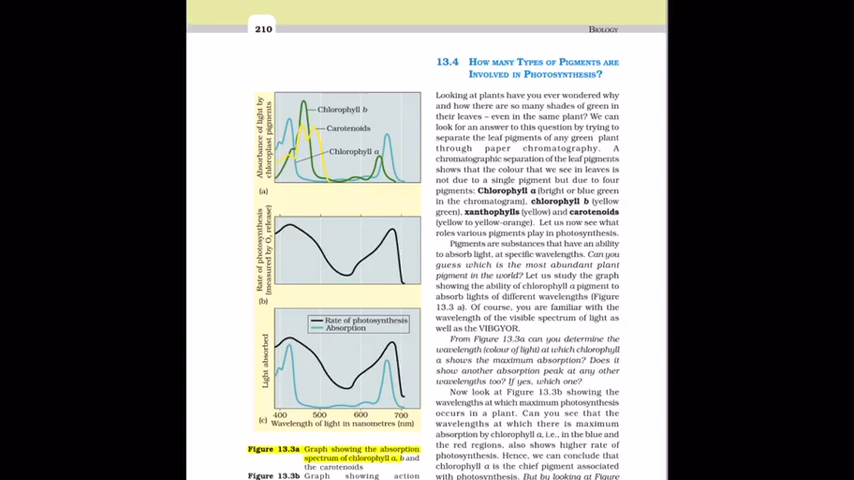 210
BIOLOGY
Absorbance of light by
chloroplast pigments
Chlorophyll b
Carotenoids
Chlorophyll a
(a)
Rate of photosynthesis
(measured by O2 release)
(b)
Rate of photosynthesis
Absorption
Light absorbed
400 500 600 700
(c) Wavelength of light in nanometres (nm)
Figure 13.3a Graph showing the absorption
spectrum of chlorophyll a, b and
the carotenoids
Figure 13.3b Graph showing action
13.4 HOW MANY TYPES OF PIGMENTS ARE
INVOLVED IN PHOTOSYNTHESIS?
Looking at plants have you ever wondered why
and how there are so many shades of green in
their leaves – even in the same plant? We can
look for an answer to this question by trying to
separate the leaf pigments of any green plant
through paper chromatography. A
chromatographic separation of the leaf pigments
shows that the colour that we see in leaves is
not due to a single pigment but due to four
pigments: Chlorophyll a (bright or blue green
in the chromatogram), chlorophyll b (yellow
green), xanthophylls (yellow) and carotenoids
(yellow to yellow-orange). Let us now see what
roles various pigments play in photosynthesis.
Pigments are substances that have an ability
to absorb light, at specific wavelengths. Can you
guess which is the most abundant plant
pigment in the world? Let us study the graph
showing the ability of chlorophyll a pigment to
absorb lights of different wavelengths (Figure
13.3 a). Of course, you are familiar with the
wavelength of the visible spectrum of light as
well as the VIBGYOR.
From Figure 13.3a can you determine the
wavelength (colour of light) at which chlorophyll
a shows the maximum absorption? Does it
show another absorption peak at any other
wavelengths too? If yes, which one?
Now look at Figure 13.3b showing the
wavelengths at which maximum photosynthesis
occurs in a plant. Can you see that the
wavelengths at which there is maximum
absorption by chlorophyll a, i.e., in the blue and
the red regions, also shows higher rate of
photosynthesis. Hence, we can conclude that
chlorophyll a is the chief pigment associated
with photosynthesis. But by looking at Figure